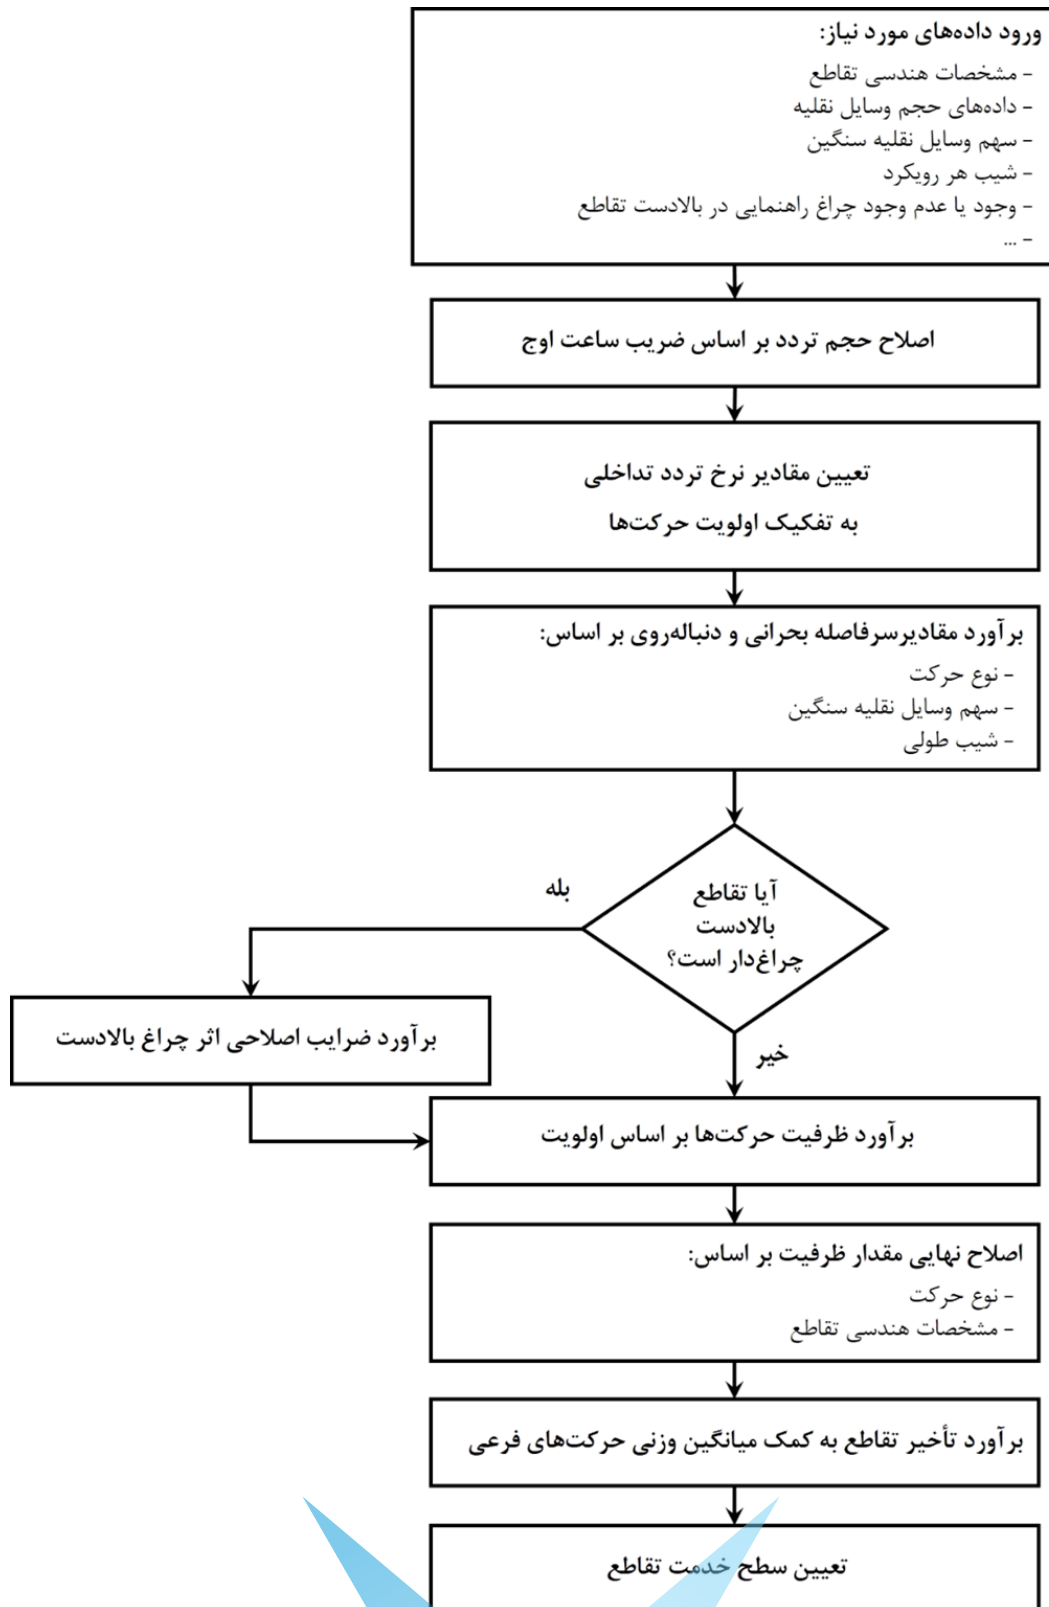 ورود داده‌های مورد نیاز:
- مشخصات هندسی تقاطع
- داده‌های حجم وسایل نقلیه
- سهم وسایل نقلیه سنگین
- شیب هر رویکرد
- وجود یا عدم وجود چراغ راهنمایی در بالادست تقاطع
- ...
اصلاح حجم تردد بر اساس ضریب ساعت اوج
تعیین مقادیر نرخ تردد تداخلی
به تفکیک اولویت حرکت‌ها
برآورد مقادیرسرفاصله بحرانی و دنباله‌روی بر اساس:
- نوع حرکت
- سهم وسایل نقلیه سنگین
- شیب طولی
آیا تقاطع
بالادست
چراغ‌دار است؟
بله
برآورد ضرایب اصلاحی اثر چراغ بالادست
خیر
برآورد ظرفیت حرکت‌ها بر اساس اولویت
اصلاح نهایی مقدار ظرفیت بر اساس:
- نوع حرکت
- مشخصات هندسی تقاطع
برآورد تأخیر تقاطع به کمک میانگین وزنی حرکت‌های فرعی
تعیین سطح خدمت تقاطع